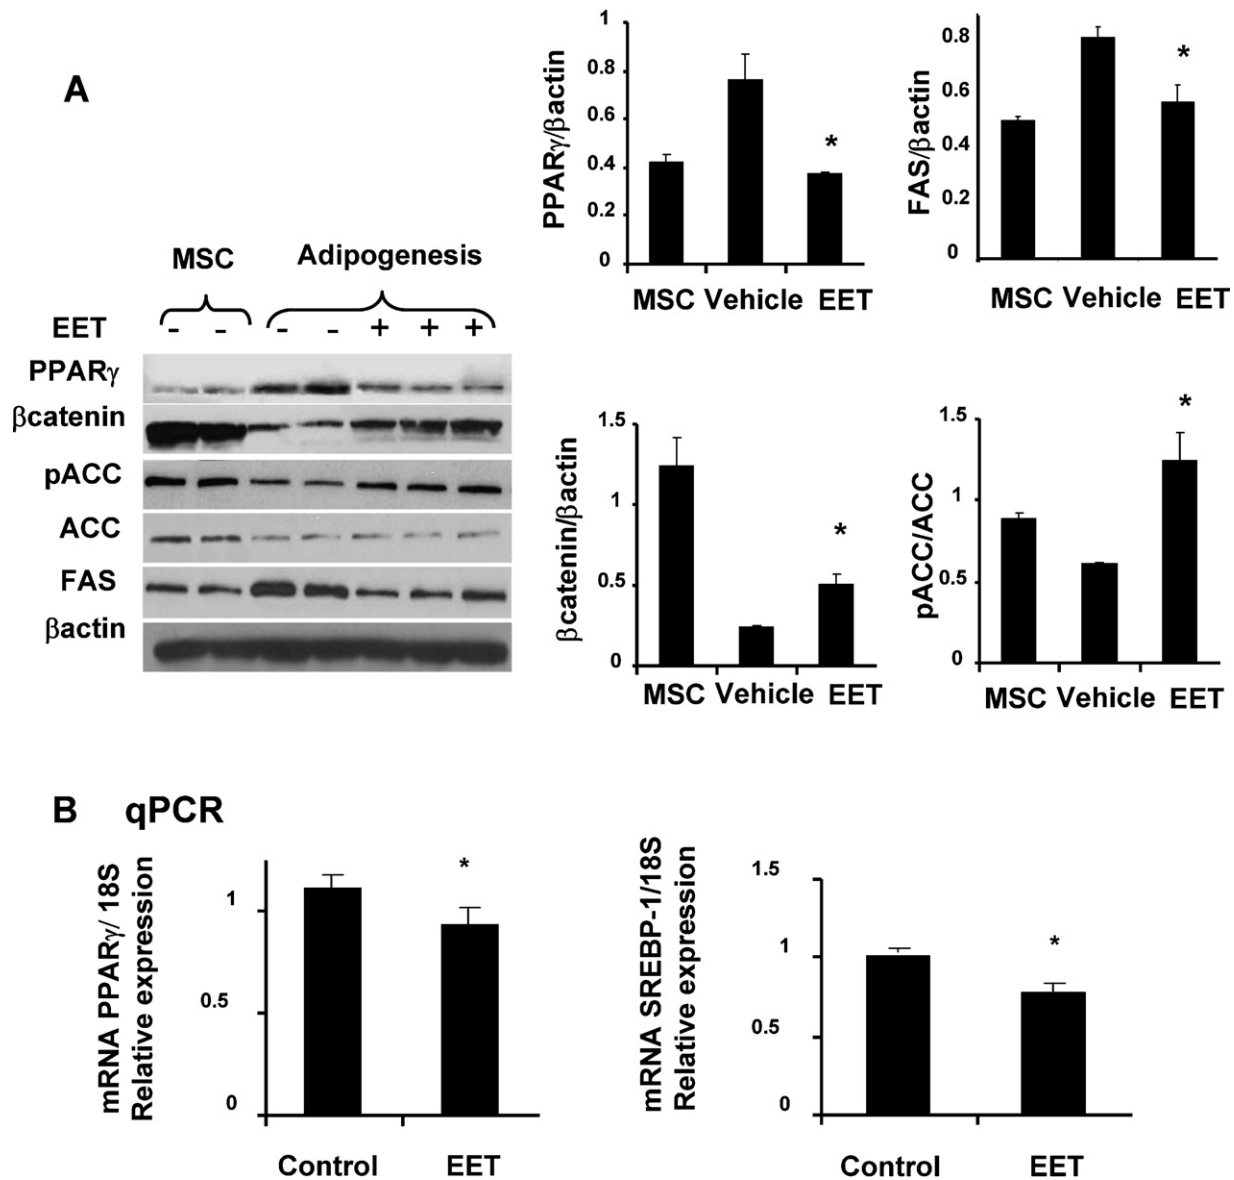 A
MSC
Adipogenesis
EET - - - - + + +
PPARγ
βcatenin
pACC
ACC
FAS
βactin
PPARγ/βactin
1
0.8
0.6
0.4
0.2
0
*
MSC Vehicle EET
FAS/βactin
0.8
0.6
0.4
0.2
0
*
MSC Vehicle EET
βcatenin/βactin
1.5
1
0.5
0
*
MSC Vehicle EET
pACC/ACC
1.5
1
0.5
0
*
MSC Vehicle EET
B qPCR
mRNA PPARγ/ 18S
Relative expression
1
0.5
0
*
Control EET
mRNA SREBP-1/18S
Relative expression
1.5
1
0.5
0
*
Control EET